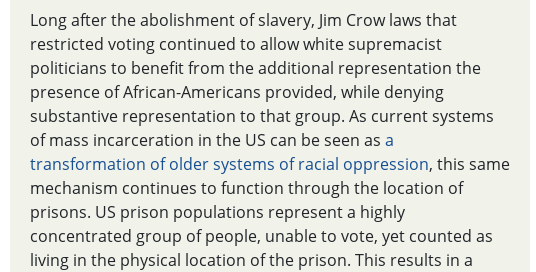 Long after the abolishment of slavery, Jim Crow laws that
restricted voting continued to allow white supremacist
politicians to benefit from the additional representation the
presence of African-Americans provided, while denying
substantive representation to that group. As current systems
of mass incarceration in the US can be seen as a
transformation of older systems of racial oppression, this same
mechanism continues to function through the location of
prisons. US prison populations represent a highly
concentrated group of people, unable to vote, yet counted as
living in the physical location of the prison. This results in a